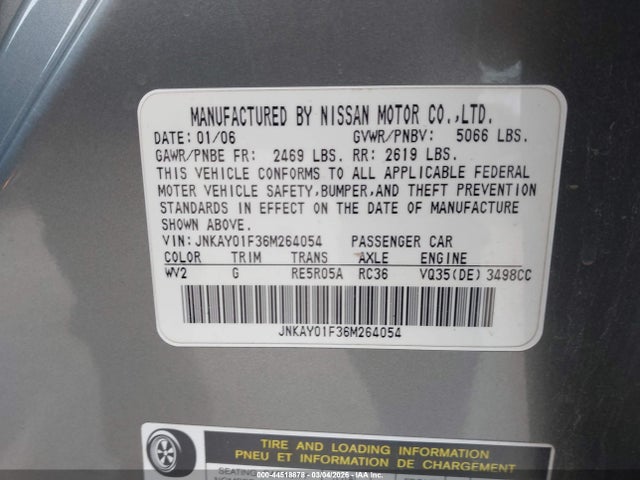 MANUFACTURED BY NISSAN MOTOR CO.,LTD.
DATE: 01/06 GVWR/PNBV: 5066 LBS.
GAWR/PNBE FR: 2469 LBS. RR: 2619 LBS.
THIS VEHICLE CONFORMS TO ALL APPLICABLE FEDERAL
MOTOR VEHICLE SAFETY,BUMPER,AND THEFT PREVENTION
STANDARDS IN EFFECT ON THE DATE OF MANUFACTURE
SHOWN ABOVE.
VIN: JNKAY01F36M264054 PASSENGER CAR
COLOR TRIM TRANS AXLE ENGINE
WV2 G RE5R05A RC36 VQ35(DE) 3498CC
JNKAY01F36M264054
TIRE AND LOADING INFORMATION
PNEU ET INFORMATION DE CHARGEMENT
000-44518878 - 03/04/2026 - IAA Inc.